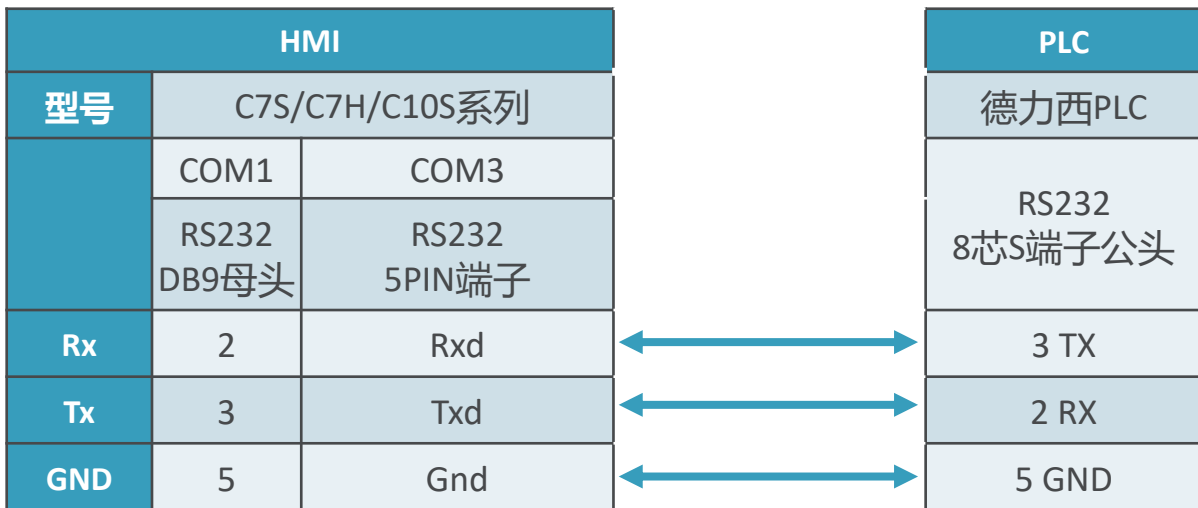 HMI
PLC
型号
C7S/C7H/C10S系列
德力西PLC
COM1
COM3
RS232
DB9母头
RS232
5PIN端子
RS232
8芯S端子公头
Rx
2
Rxd
3 TX
Tx
3
Txd
2 RX
GND
5
Gnd
5 GND